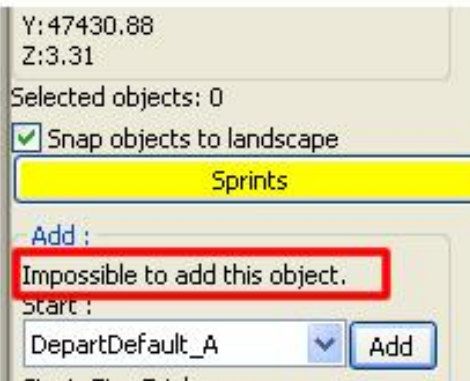 Y:47430.88
Z:3.31
Selected objects: 0
Snap objects to landscape
Sprints
Add :
Impossible to add this object.
Start :
DepartDefault_A
Add